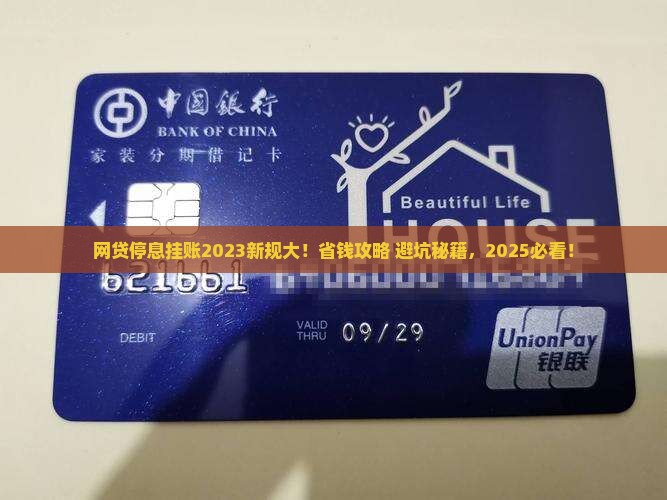 中国银行
BANK OF CHINA
家装分期借记卡
Beautiful Life
HOUSE
网贷停息挂账2023新规大！省钱攻略 避坑秘籍，2025必看！
621661
DEBIT
VALID
THRU
09/29
UnionPay
银联